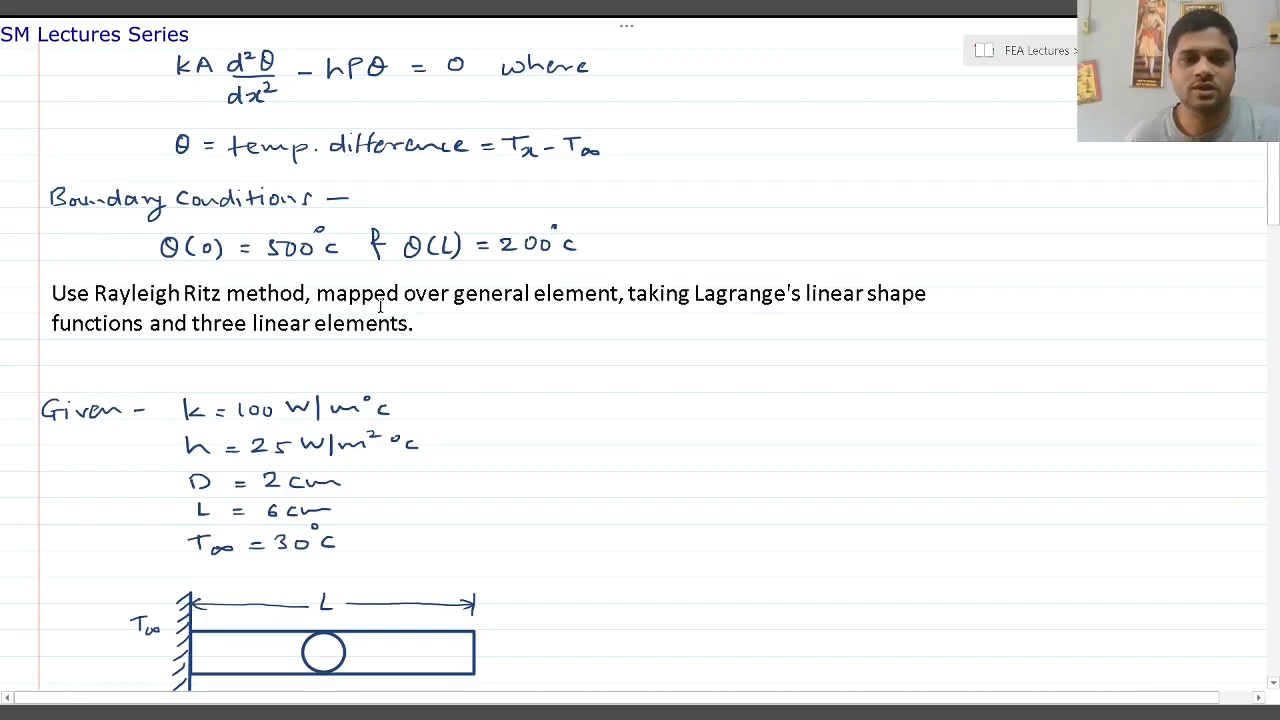 SM Lectures Series
FEA Lectures >
kA d²θ/dx² - hPθ = 0 where
θ = temp. difference = Tx - T∞
Boundary Conditions —
θ(0) = 300°c & θ(L) = 200°c
Use Rayleigh Ritz method, mapped over general element, taking Lagrange's linear shape
functions and three linear elements.
Given - k = 100 W/m°c
h = 25 W/m² °c
D = 2 cm
L = 6 cm
T∞ = 30°c
L
T∞